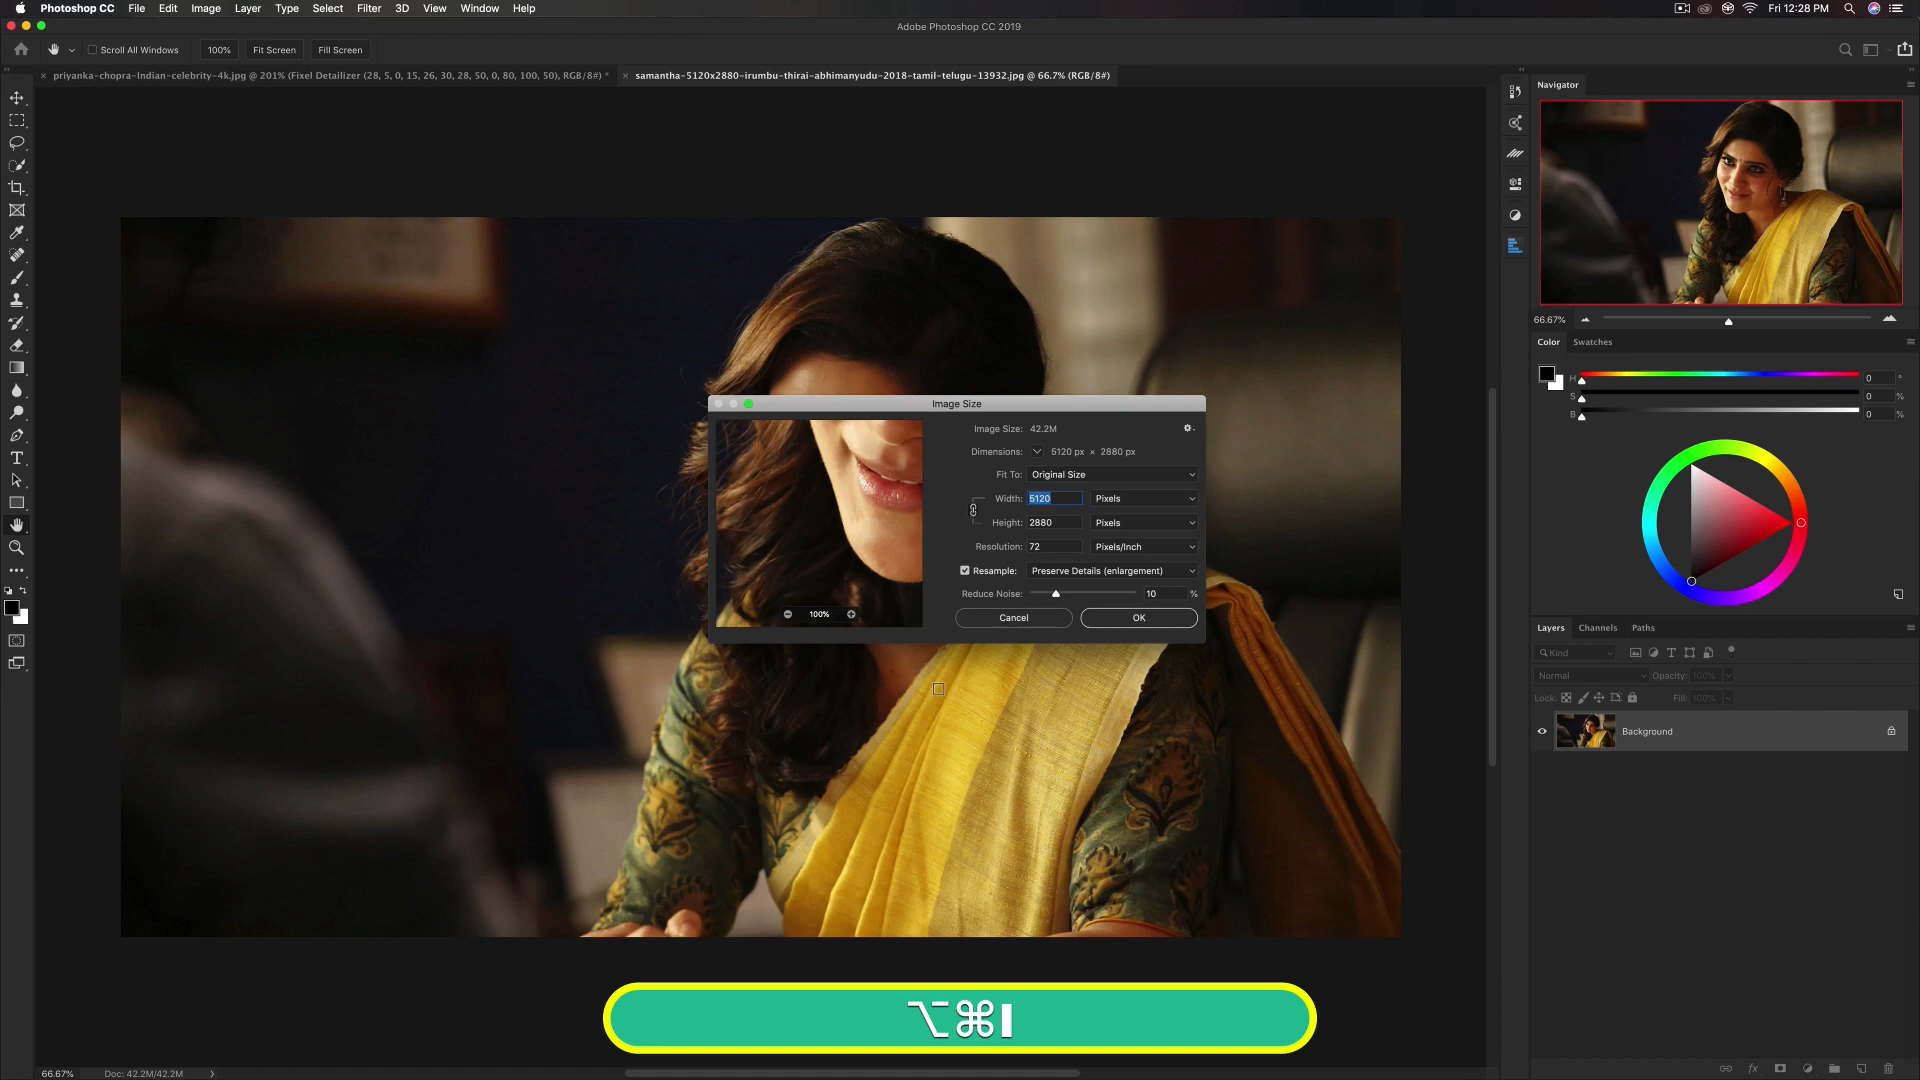 Photoshop CC File Edit Image Layer Type Select Filter 3D View Window Help Fri 12:28 PM
Adobe Photoshop CC 2019
Scroll All Windows 100% Fit Screen Fill Screen
priyanka-chopra-Indian-celebrity-4k.jpg @ 201% (Fixel Detailizer (28, 5, 0, 15, 26, 30, 28, 50, 0, 80, 100, 50), RGB/8#) *
samantha-5120x2880-irumbu-thirai-abhimanyudu-2018-tamil-telugu-13932.jpg @ 66.7% (RGB/8#)
Navigator
66.67%
Color Swatches
H 0 °
S 0 %
B 0 %
Image Size
Image Size: 42.2M
Dimensions: 5120 px × 2880 px
Fit To: Original Size
Width: 5120 Pixels
Height: 2880 Pixels
Resolution: 72 Pixels/Inch
Resample: Preserve Details (enlargement)
Reduce Noise: 10 %
100%
Cancel OK
Layers Channels Paths
Kind
Normal Opacity: 100%
Lock: Fill: 100%
Background
⌥⌘I
66.67% Doc: 42.2M/42.2M